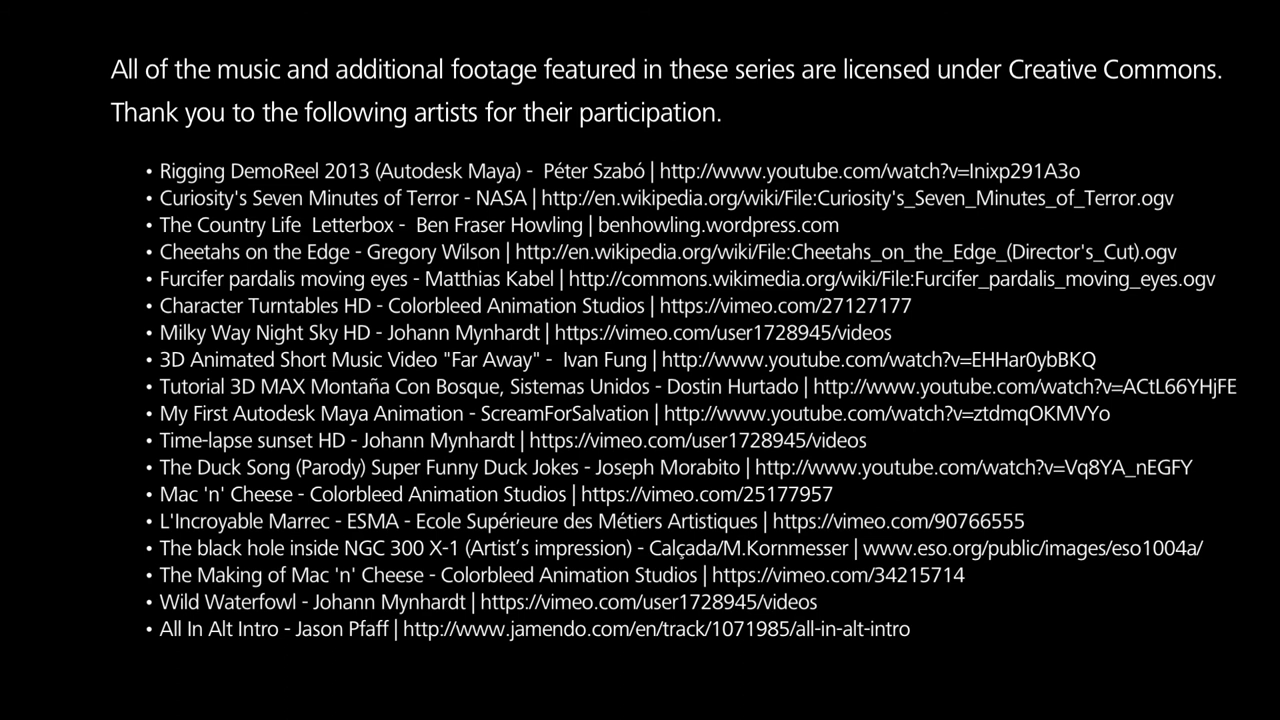 All of the music and additional footage featured in these series are licensed under Creative Commons.
Thank you to the following artists for their participation.
• Rigging DemoReel 2013 (Autodesk Maya) -  Péter Szabó | http://www.youtube.com/watch?v=Inixp291A3o
• Curiosity's Seven Minutes of Terror - NASA | http://en.wikipedia.org/wiki/File:Curiosity's_Seven_Minutes_of_Terror.ogv
• The Country Life  Letterbox -  Ben Fraser Howling | benhowling.wordpress.com
• Cheetahs on the Edge - Gregory Wilson | http://en.wikipedia.org/wiki/File:Cheetahs_on_the_Edge_(Director's_Cut).ogv
• Furcifer pardalis moving eyes - Matthias Kabel | http://commons.wikimedia.org/wiki/File:Furcifer_pardalis_moving_eyes.ogv
• Character Turntables HD - Colorbleed Animation Studios | https://vimeo.com/27127177
• Milky Way Night Sky HD - Johann Mynhardt | https://vimeo.com/user1728945/videos
• 3D Animated Short Music Video "Far Away" -  Ivan Fung | http://www.youtube.com/watch?v=EHHar0ybBKQ
• Tutorial 3D MAX Montaña Con Bosque, Sistemas Unidos - Dostin Hurtado | http://www.youtube.com/watch?v=ACtL66YHjFE
• My First Autodesk Maya Animation - ScreamForSalvation | http://www.youtube.com/watch?v=ztdmqOKMVYo
• Time-lapse sunset HD - Johann Mynhardt | https://vimeo.com/user1728945/videos
• The Duck Song (Parody) Super Funny Duck Jokes - Joseph Morabito | http://www.youtube.com/watch?v=Vq8YA_nEGFY
• Mac 'n' Cheese - Colorbleed Animation Studios | https://vimeo.com/25177957
• L'Incroyable Marrec - ESMA - Ecole Supérieure des Métiers Artistiques | https://vimeo.com/90766555
• The black hole inside NGC 300 X-1 (Artist’s impression) - Calçada/M.Kornmesser | www.eso.org/public/images/eso1004a/
• The Making of Mac 'n' Cheese - Colorbleed Animation Studios | https://vimeo.com/34215714
• Wild Waterfowl - Johann Mynhardt | https://vimeo.com/user1728945/videos
• All In Alt Intro - Jason Pfaff | http://www.jamendo.com/en/track/1071985/all-in-alt-intro